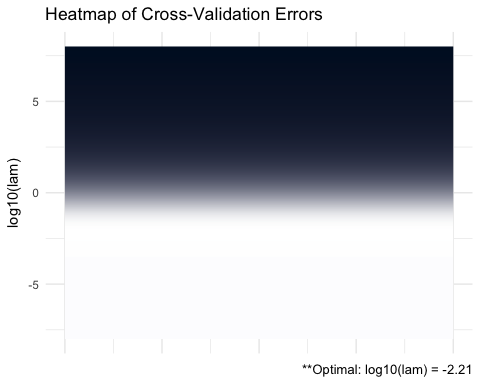 Heatmap of Cross-Validation Errors
5
0
-5
log10(lam)
**Optimal: log10(lam) = -2.21